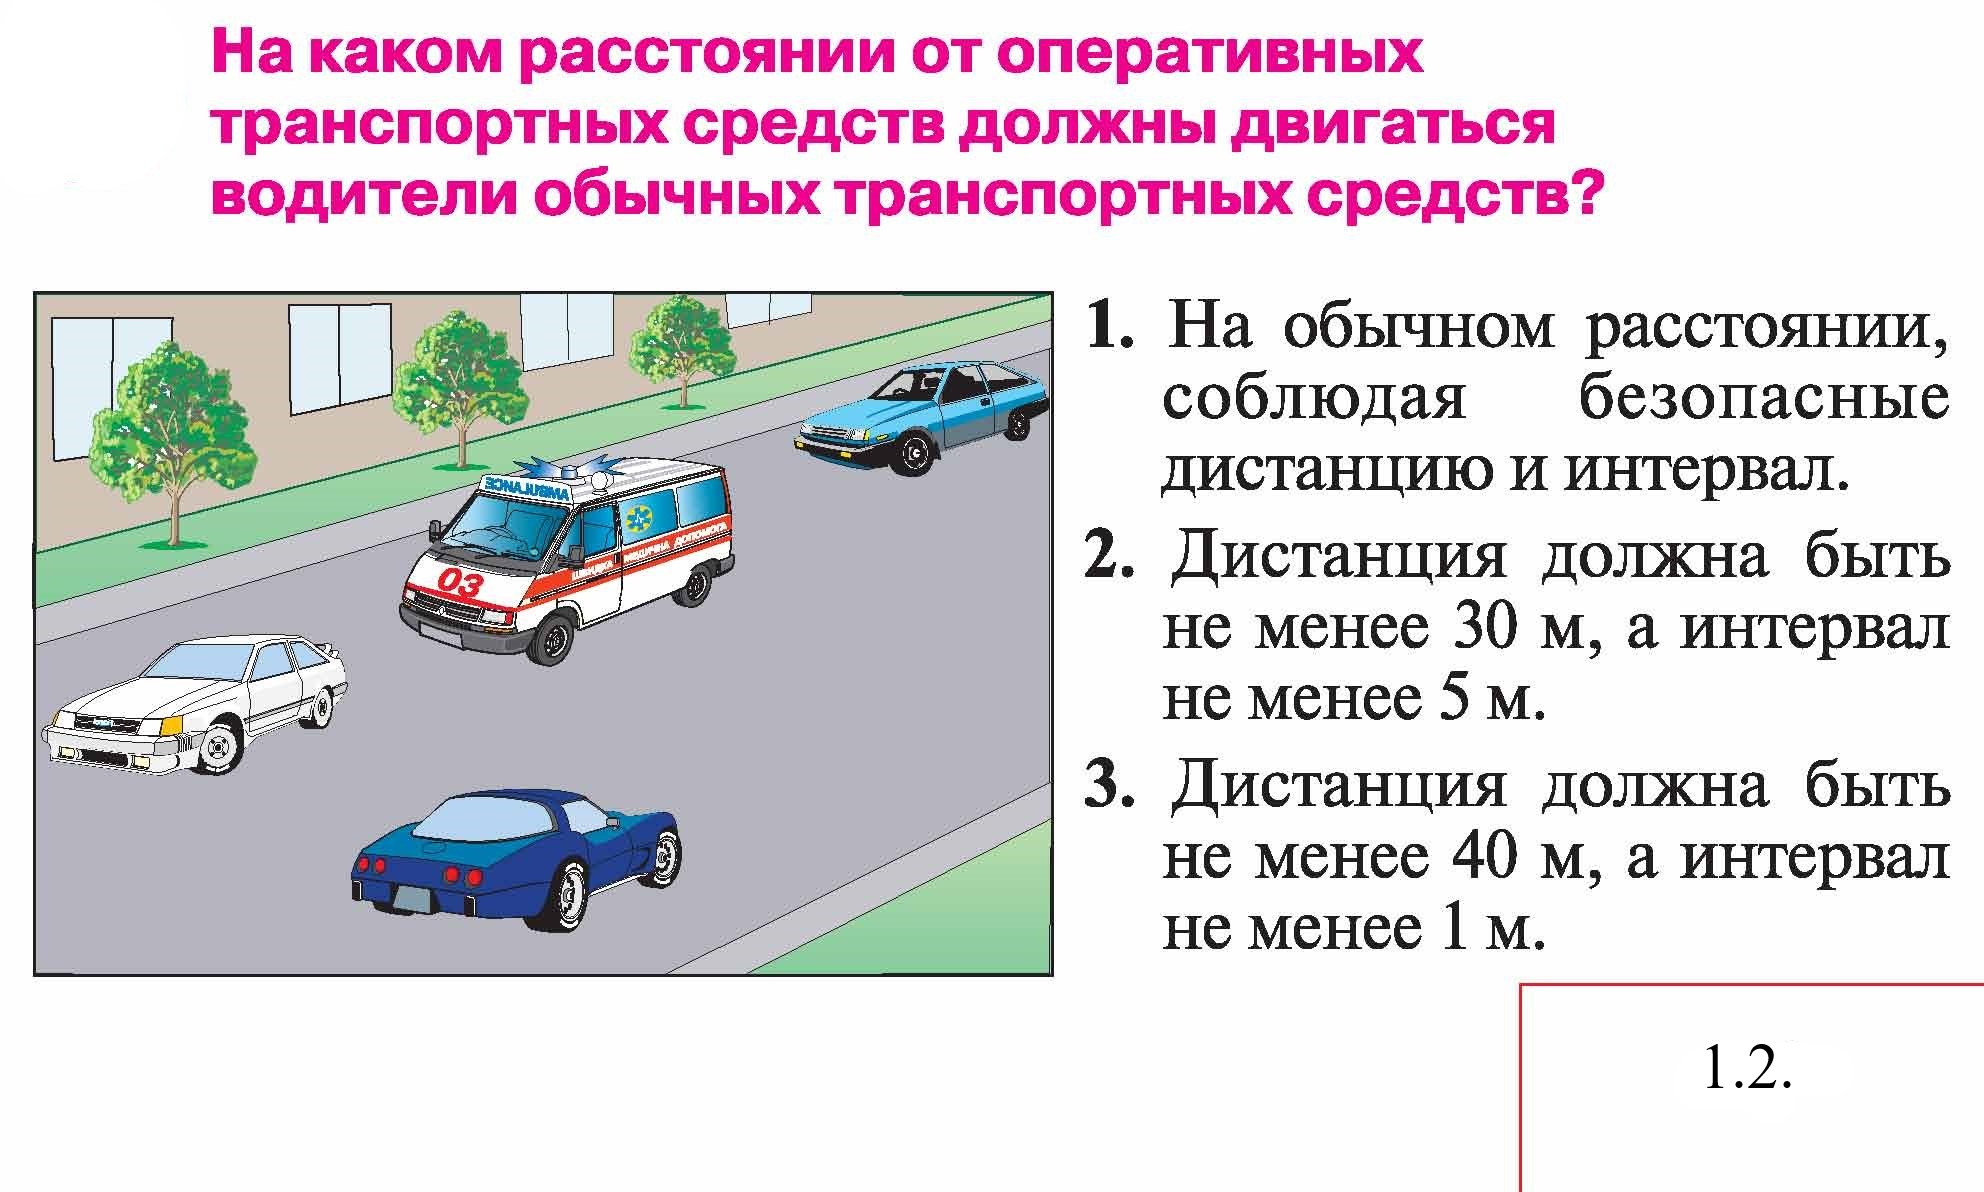 На каком расстоянии от оперативных
транспортных средств должны двигаться
водители обычных транспортных средств?
AMBULANCE
03
ШВИДКА МЕДИЧНА ДОПОМОГА
1. На обычном расстоянии,
соблюдая безопасные
дистанцию и интервал.
2. Дистанция должна быть
не менее 30 м, а интервал
не менее 5 м.
3. Дистанция должна быть
не менее 40 м, а интервал
не менее 1 м.
1.2.